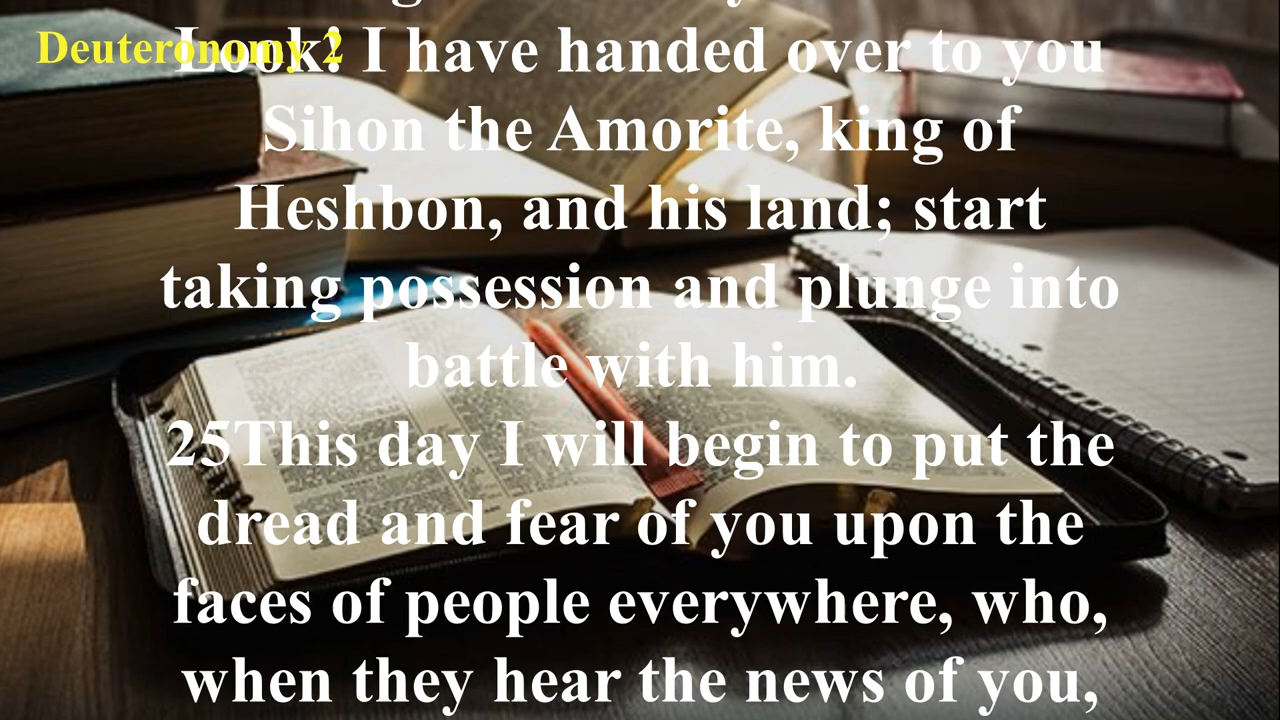 Deuteronomy 2
Look! I have handed over to you
Sihon the Amorite, king of
Heshbon, and his land; start
taking possession and plunge into
battle with him.
25This day I will begin to put the
dread and fear of you upon the
faces of people everywhere, who,
when they hear the news of you,